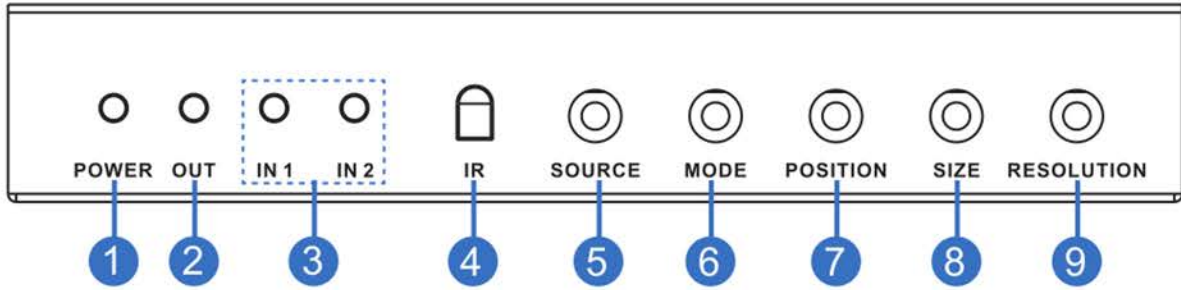 POWER OUT IN 1 IN 2 IR SOURCE MODE POSITION SIZE RESOLUTION
1 2 3 4 5 6 7 8 9